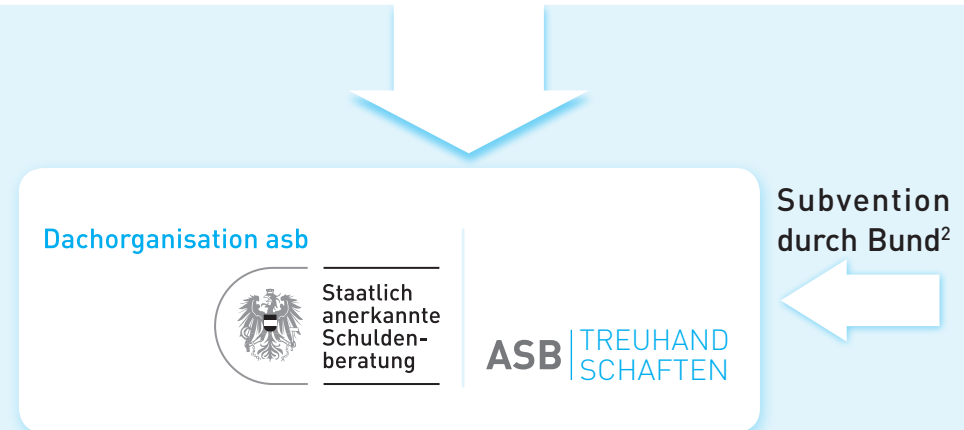 Dachorganisation asb
Staatlich
anerkannte
Schulden-
beratung
ASB TREUHAND
SCHAFTEN
Subvention
durch Bund²